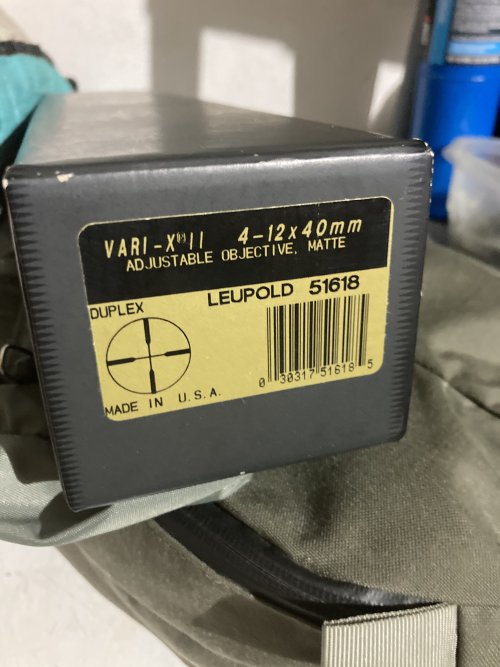 VARI-X®II 4-12x40mm
ADJUSTABLE OBJECTIVE, MATTE
DUPLEX
LEUPOLD 51618
0 30317 51618 5
MADE IN U.S.A.